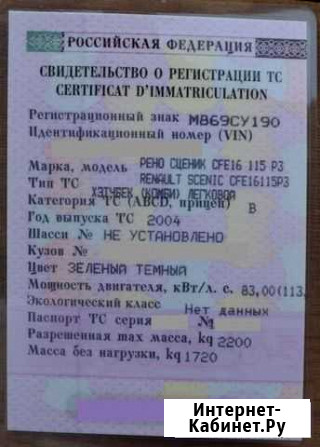 РОССИЙСКАЯ ФЕДЕРАЦИЯ
СВИДЕТЕЛЬСТВО О РЕГИСТРАЦИИ ТС
CERTIFICAT D'IMMATRICULATION
Регистрационный знак М869СУ190
Идентификационный номер (VIN)
Марка, модель РЕНО СЦЕНИК CFE16 115 P3
RENAULT SCENIC CFE16115P3
Тип ТС ХЭТЧБЕК (КОМБИ) ЛЕГКОВОЙ
Категория ТС (ABCD, прицеп) B
Год выпуска ТС 2004
Шасси № НЕ УСТАНОВЛЕНО
Кузов №
Цвет ЗЕЛЕНЫЙ ТЕМНЫЙ
Мощность двигателя, кВт/л. с. 83,00(113,
Экологический класс Нет данных
Паспорт ТС серия №
Разрешенная max масса, kg 2200
Масса без нагрузки, kg 1720
Интернет-
Кабинет.Ру